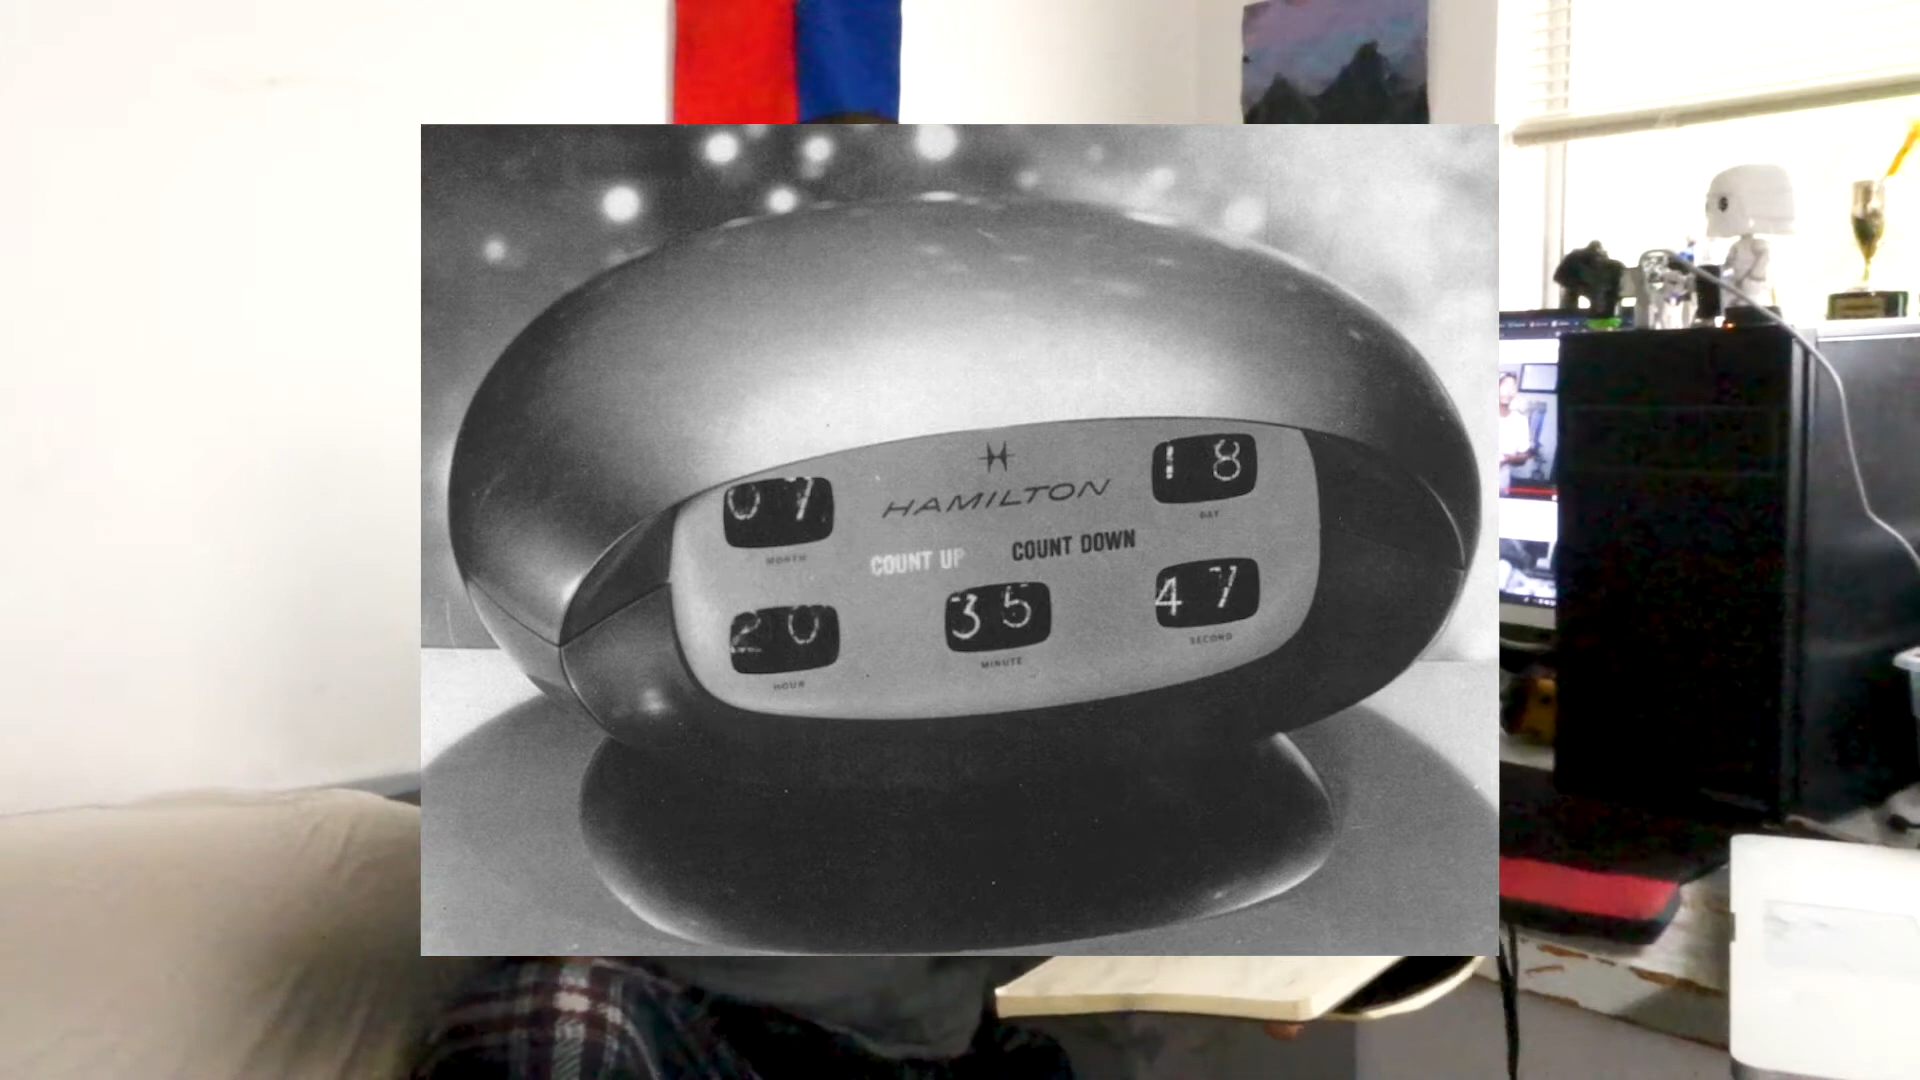 07
HAMILTON
18
MONTH
DAY
COUNT UP
COUNT DOWN
20
35
47
HOUR
MINUTE
SECOND